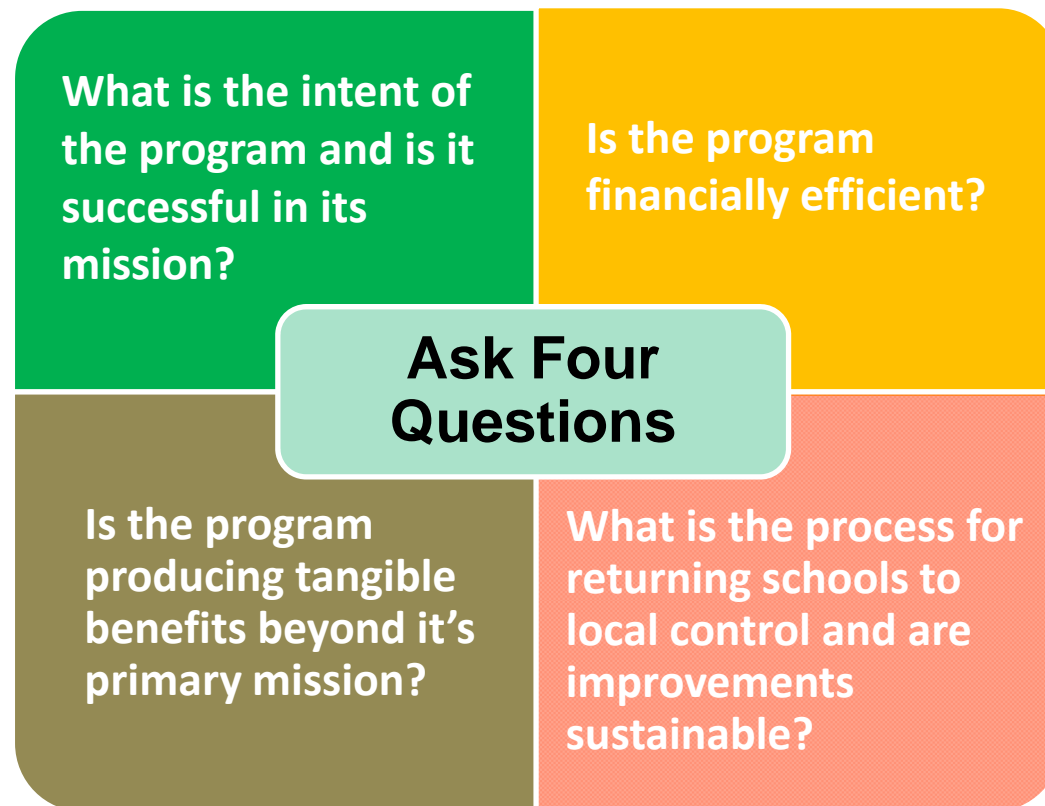 What is the intent of
the program and is it
successful in its
mission?
Is the program
financially efficient?
Ask Four
Questions
Is the program
producing tangible
benefits beyond it's
primary mission?
What is the process for
returning schools to
local control and are
improvements
sustainable?